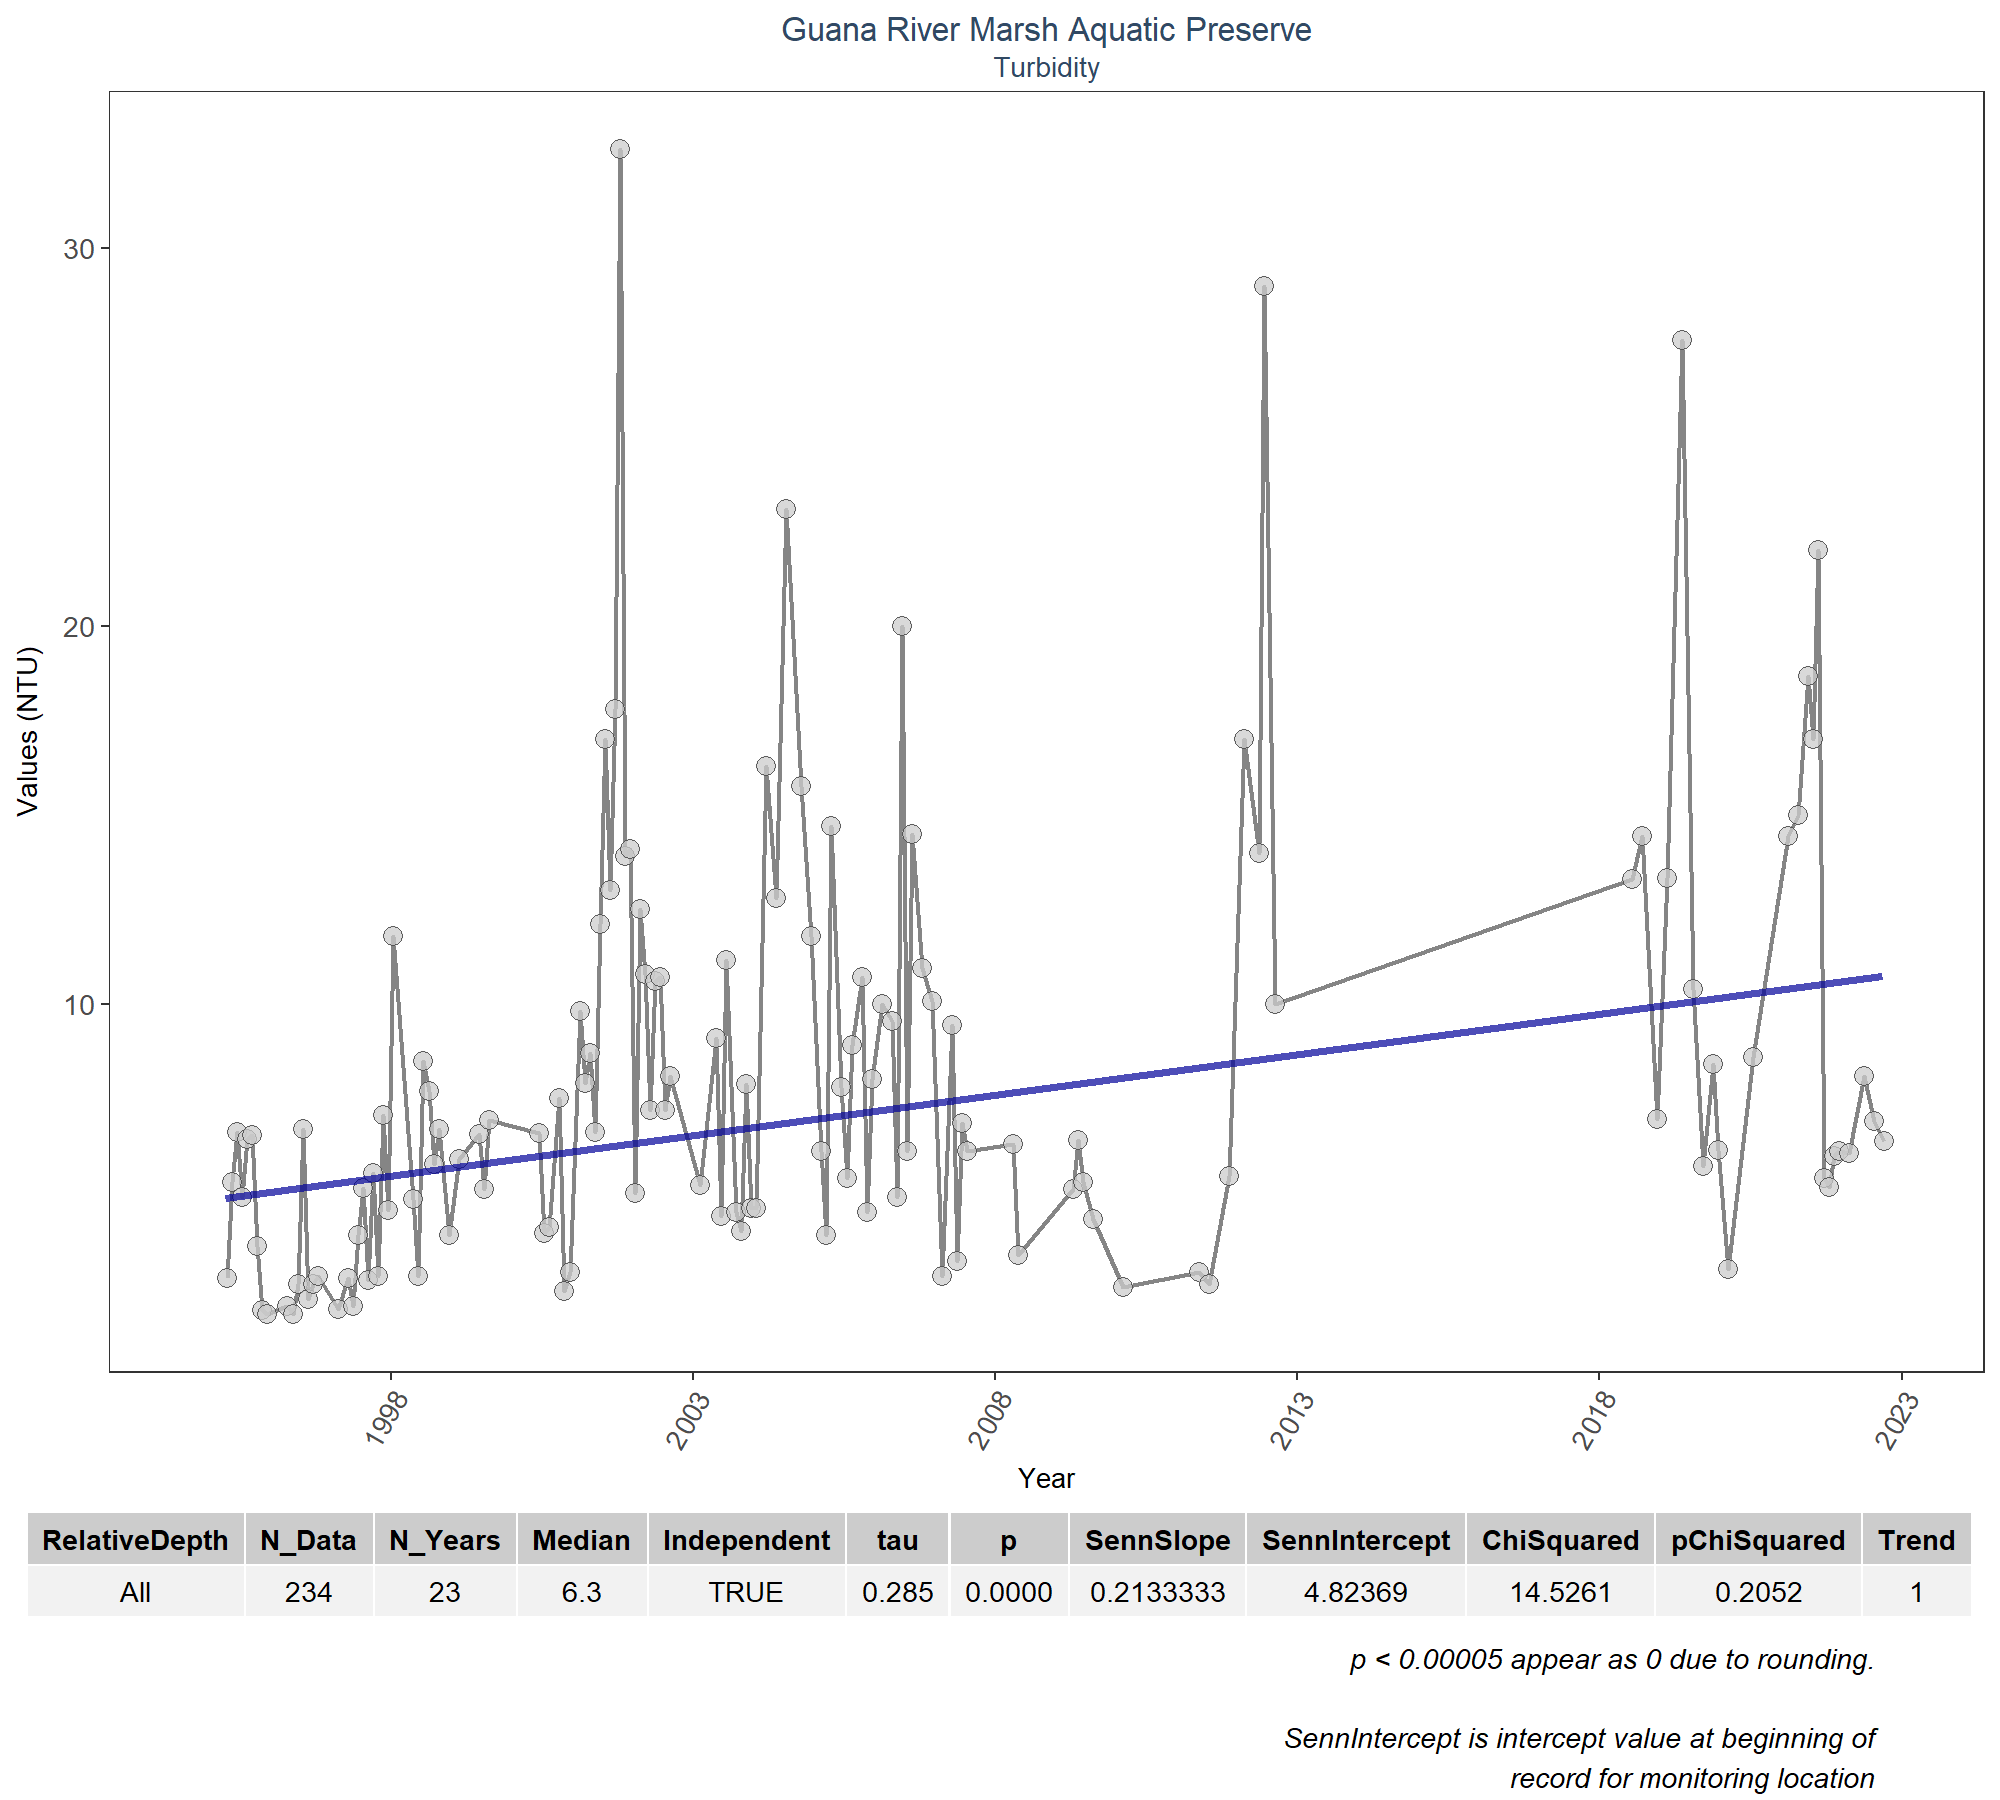 Guana River Marsh Aquatic Preserve
Turbidity
Values (NTU)
30
20
10
1998 2003 2008 2013 2018 2023
Year
RelativeDepth N_Data N_Years Median Independent tau p SennSlope SennIntercept ChiSquared pChiSquared Trend
All 234 23 6.3 TRUE 0.285 0.0000 0.2133333 4.82369 14.5261 0.2052 1
p < 0.00005 appear as 0 due to rounding.
SennIntercept is intercept value at beginning of
record for monitoring location